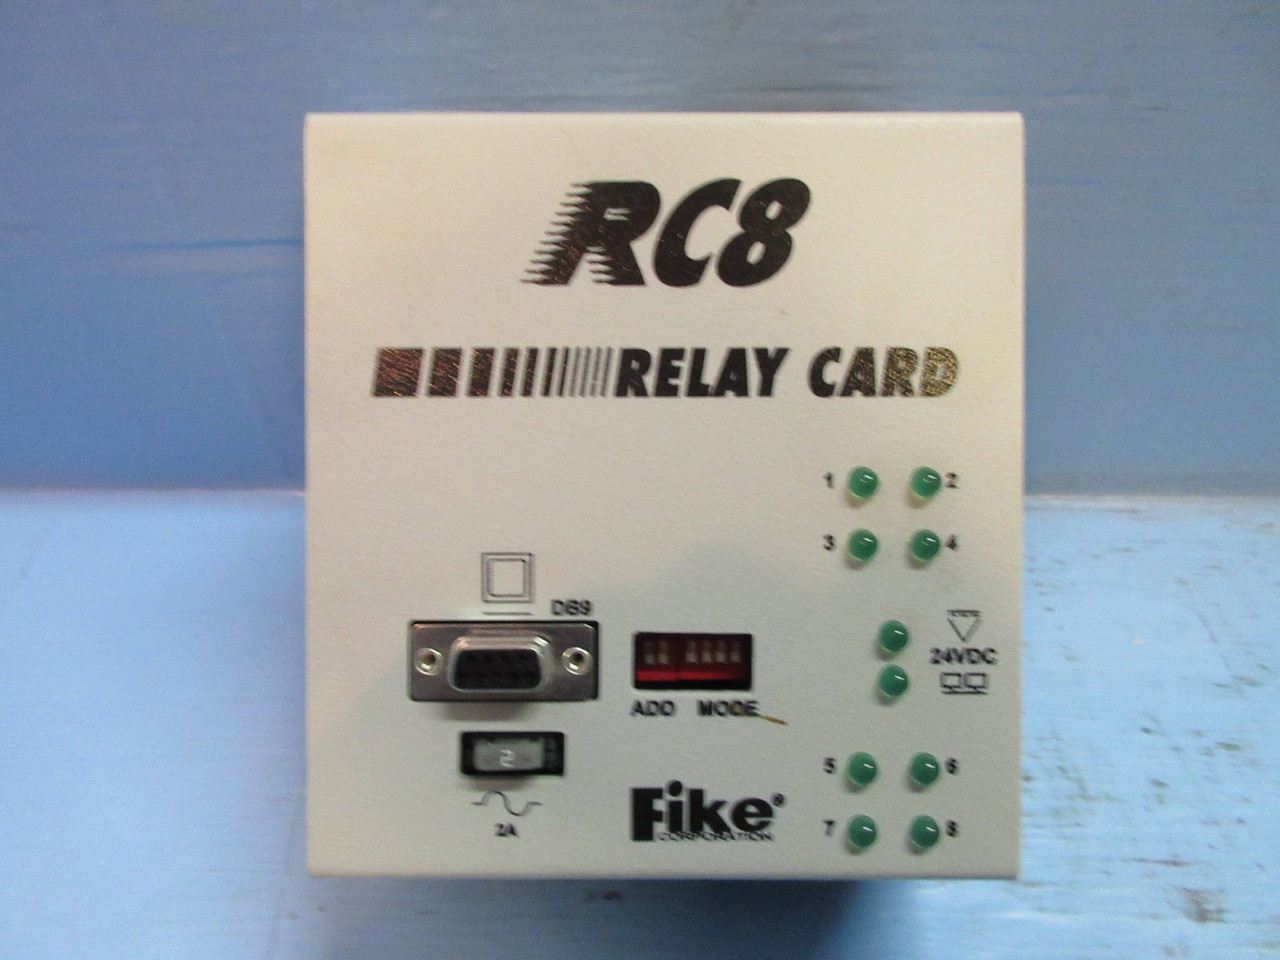 RC8
RELAY CARD
1 2
3 4
DB9
24VDC
ADD MODE
2
5 6
2A
Fike®
CORPORATION
7 8